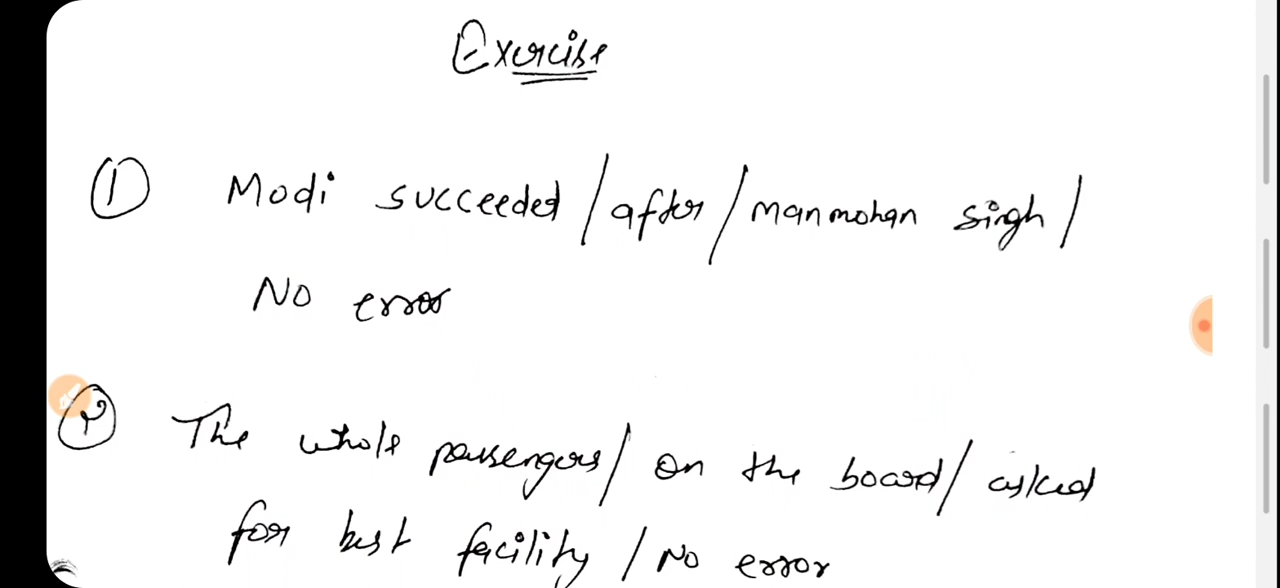 Exercise
① Modi succeeded / after / manmohan singh /
No error
② The whole passengers / on the board / asked
for best facility / No error